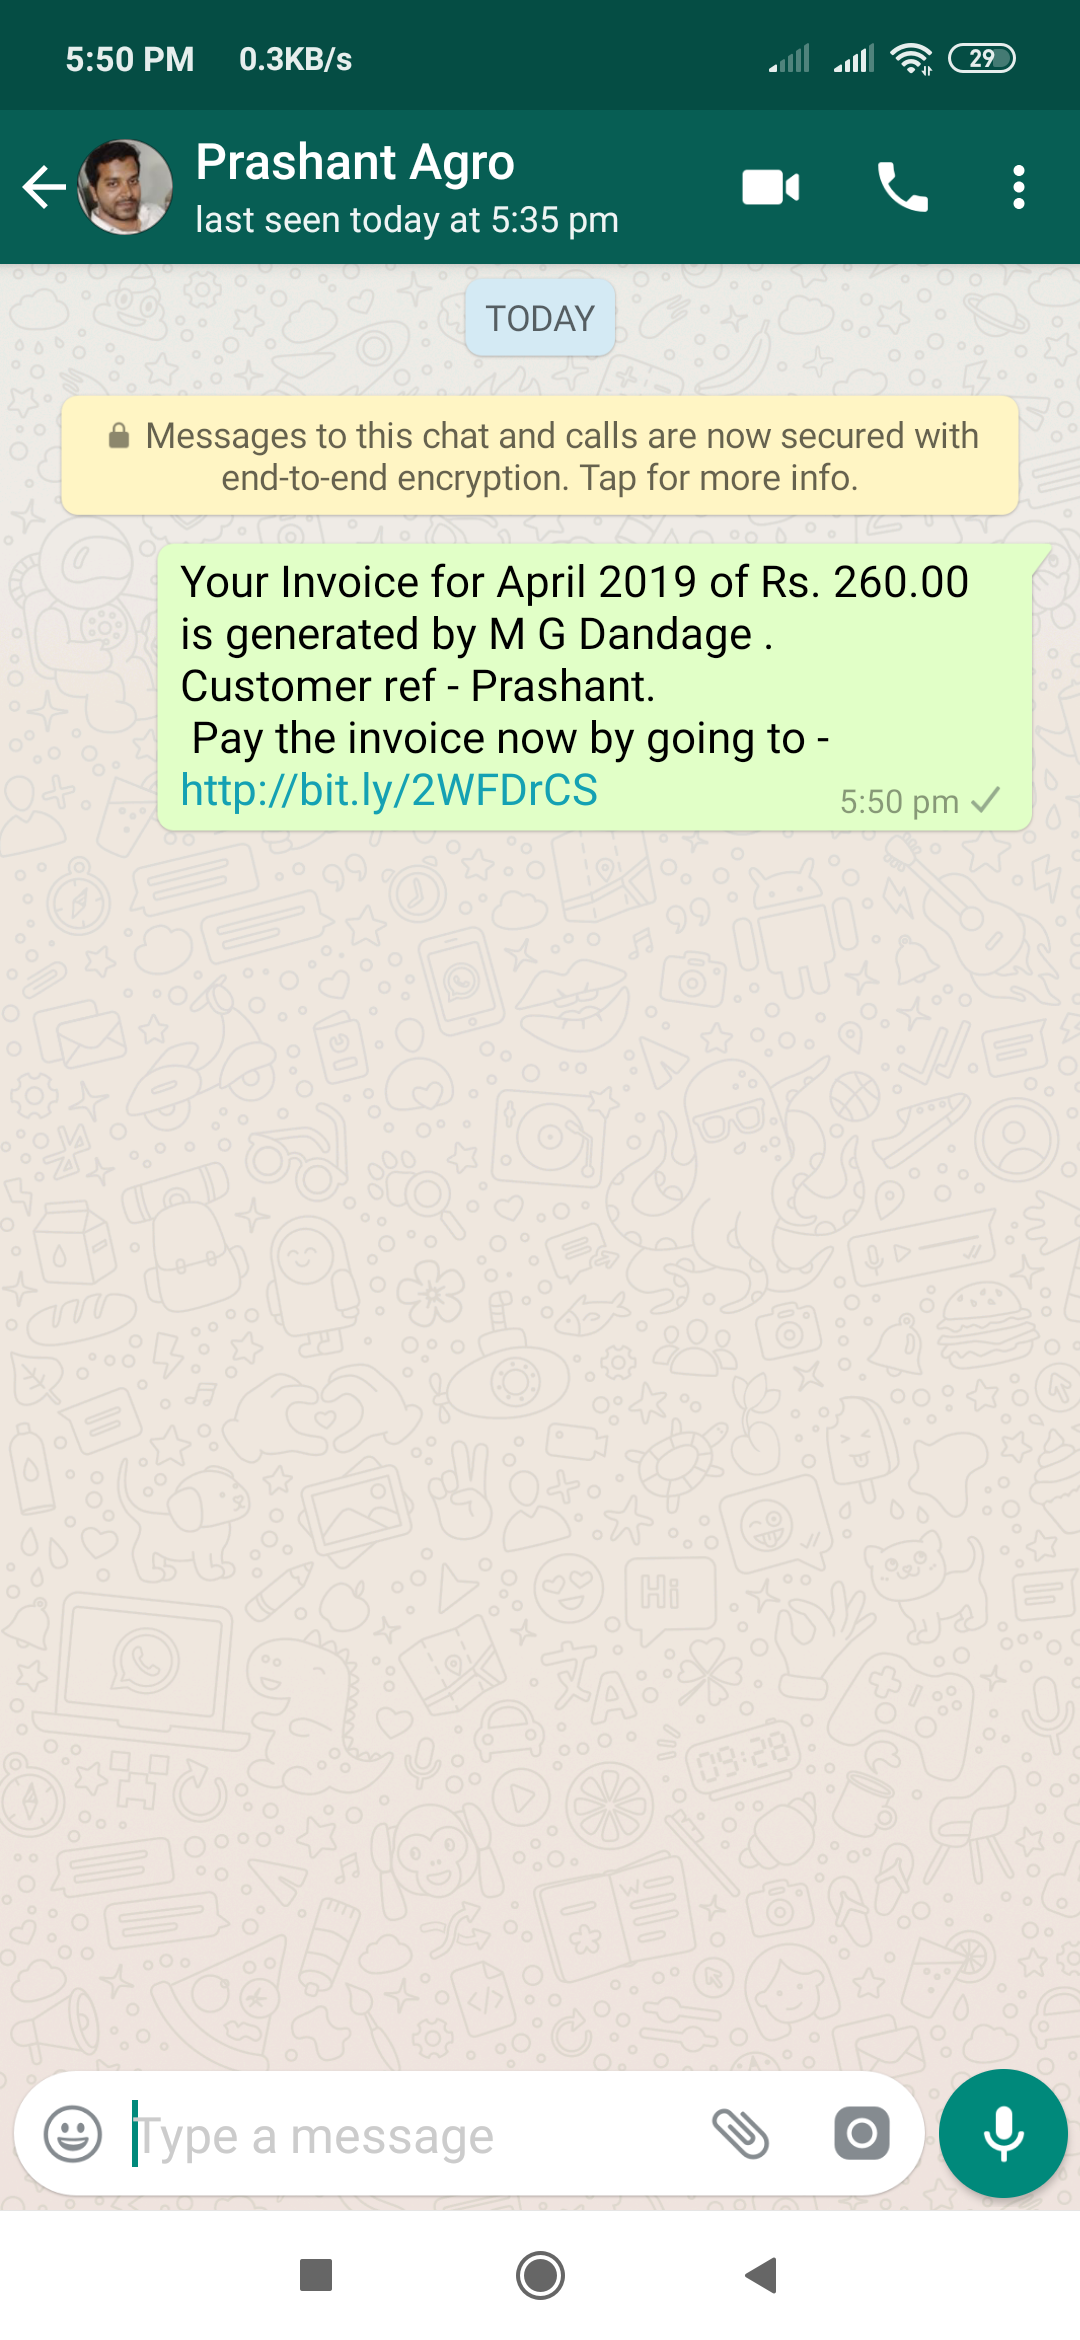 5:50 PM 0.3KB/s 29
Prashant Agro
last seen today at 5:35 pm
TODAY
Messages to this chat and calls are now secured with
end-to-end encryption. Tap for more info.
Your Invoice for April 2019 of Rs. 260.00
is generated by M G Dandage .
Customer ref - Prashant.
Pay the invoice now by going to -
http://bit.ly/2WFDrCS
5:50 pm
Hi
09:28
Type a message